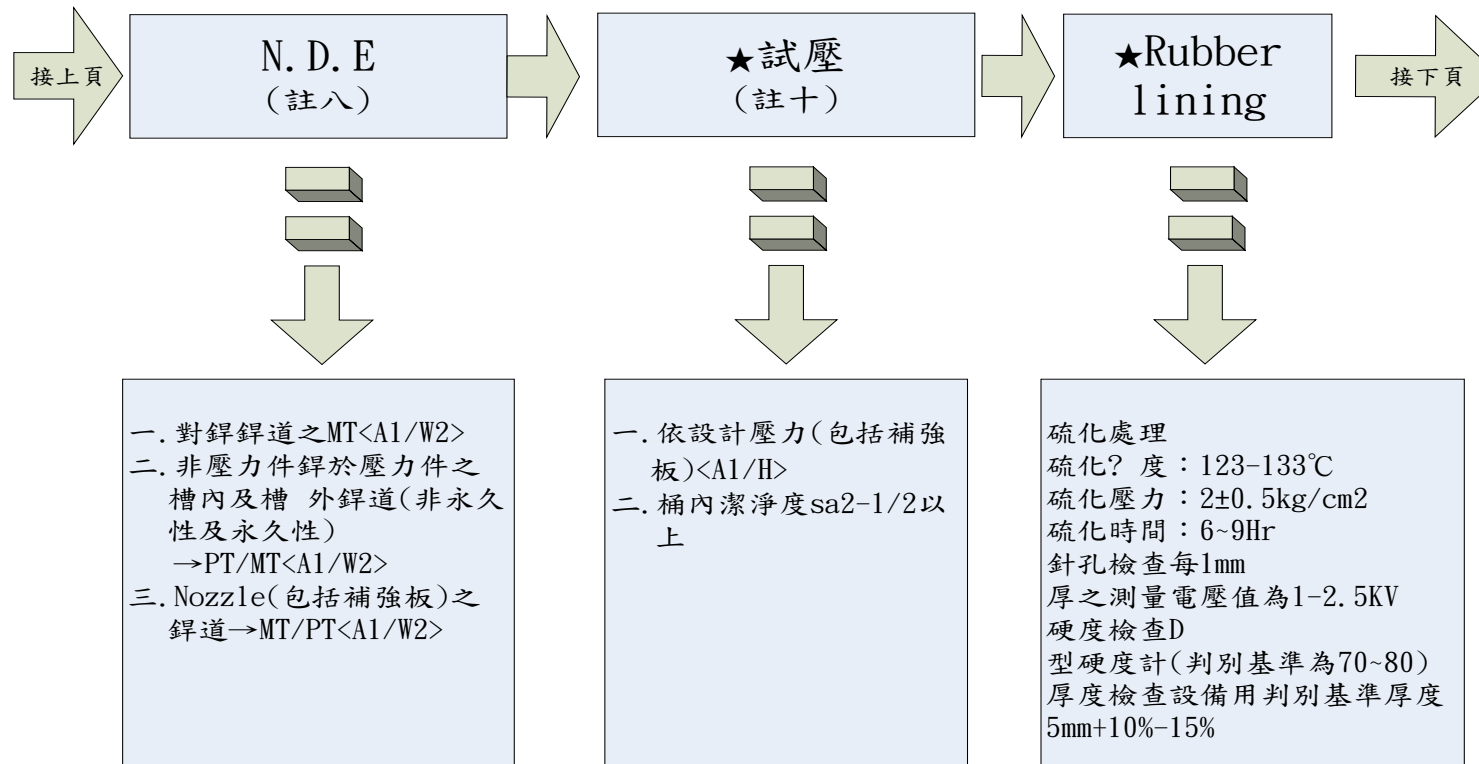 接上頁
N.D.E
(註八)
★試壓
(註十)
★Rubber
lining
接下頁
一.對銲銲道之MT<A1/W2>
二.非壓力件銲於壓力件之
槽內及槽 外銲道(非永久
性及永久性)
→PT/MT<A1/W2>
三.Nozzle(包括補強板)之
銲道→MT/PT<A1/W2>
一.依設計壓力(包括補強
板)<A1/H>
二.桶內潔淨度sa2-1/2以
上
硫化處理
硫化? 度：123-133℃
硫化壓力：2±0.5kg/cm2
硫化時間：6~9Hr
針孔檢查每1mm
厚之測量電壓值為1-2.5KV
硬度檢查D
型硬度計(判別基準為70~80)
厚度檢查設備用判別基準厚度
5mm+10%-15%